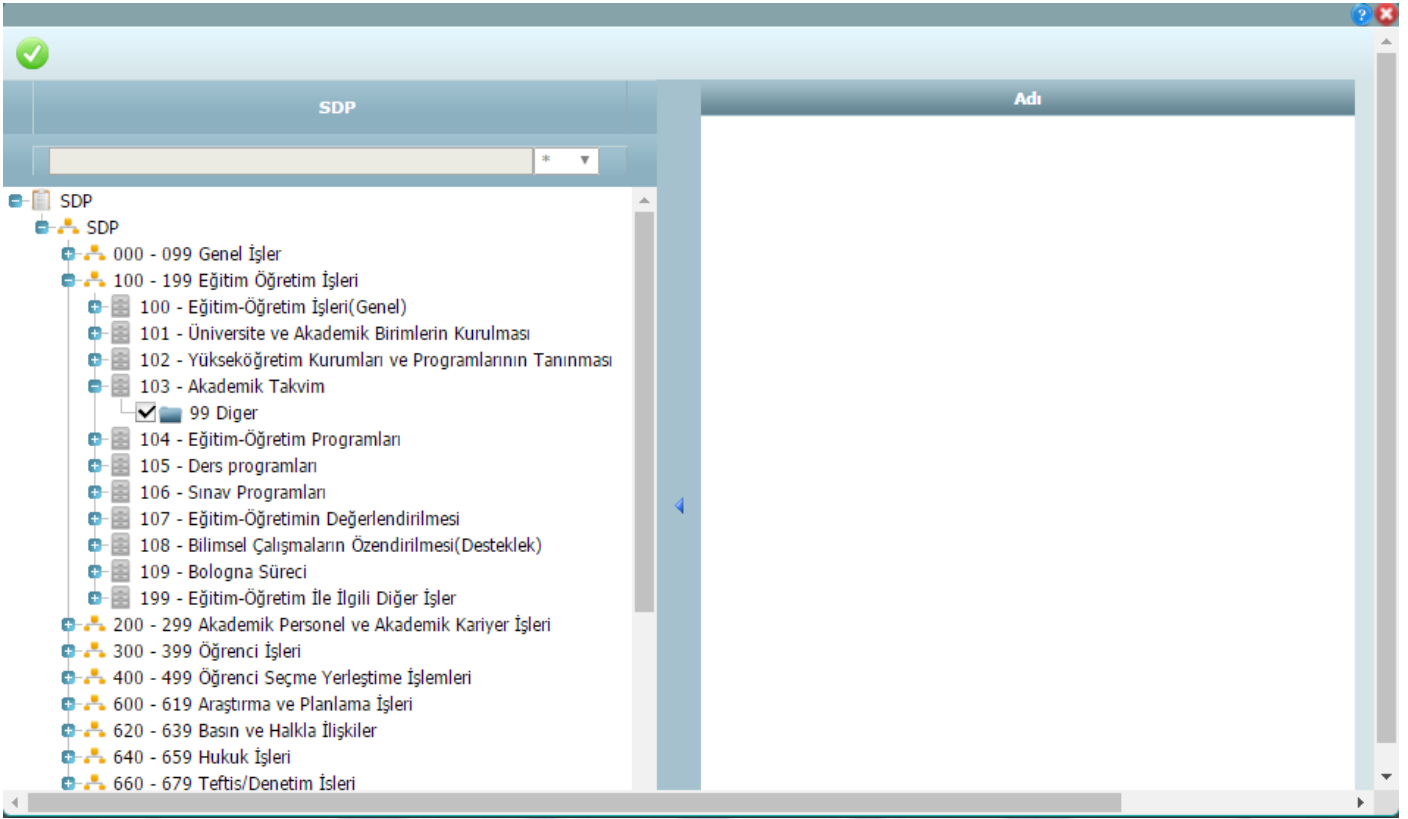 ?
SDP
Adı
*
SDP
SDP
000 - 099 Genel İşler
100 - 199 Eğitim Öğretim İşleri
100 - Eğitim-Öğretim İşleri(Genel)
101 - Üniversite ve Akademik Birimlerin Kurulması
102 - Yükseköğretim Kurumları ve Programlarının Tanınması
103 - Akademik Takvim
99 Diger
104 - Eğitim-Öğretim Programları
105 - Ders programları
106 - Sınav Programları
107 - Eğitim-Öğretimin Değerlendirilmesi
108 - Bilimsel Çalışmaların Özendirilmesi(Desteklek)
109 - Bologna Süreci
199 - Eğitim-Öğretim İle İlgili Diğer İşler
200 - 299 Akademik Personel ve Akademik Kariyer İşleri
300 - 399 Öğrenci İşleri
400 - 499 Öğrenci Seçme Yerleştime İşlemleri
600 - 619 Araştırma ve Planlama İşleri
620 - 639 Basın ve Halkla İlişkiler
640 - 659 Hukuk İşleri
660 - 679 Teftiş/Denetim İşleri